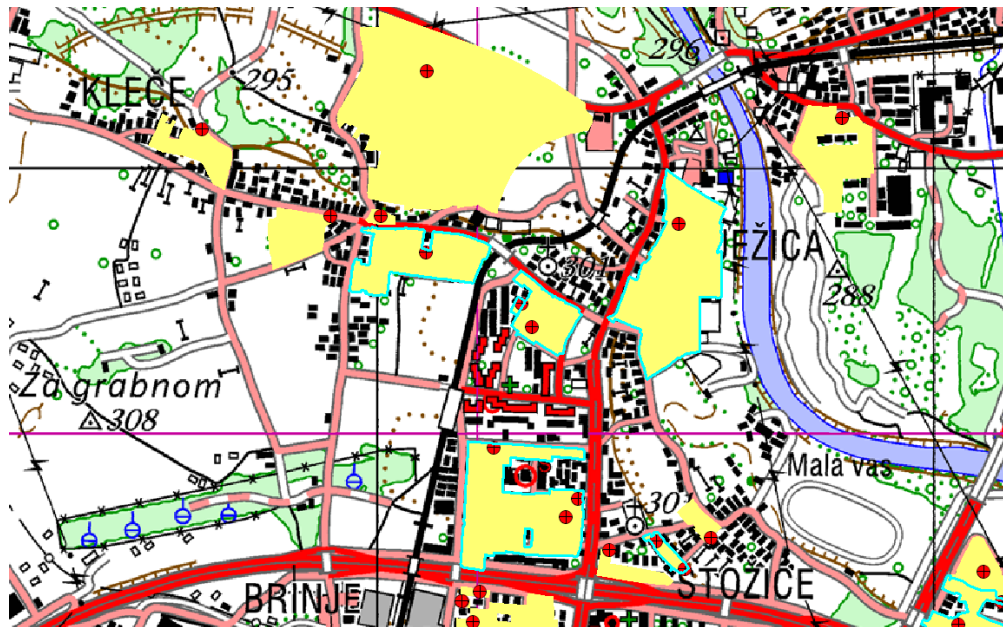 296
KLEČE
295
JEŽICA
301
288
Za grabnom
308
Mala vas
30
STOŽICE
BRINJE